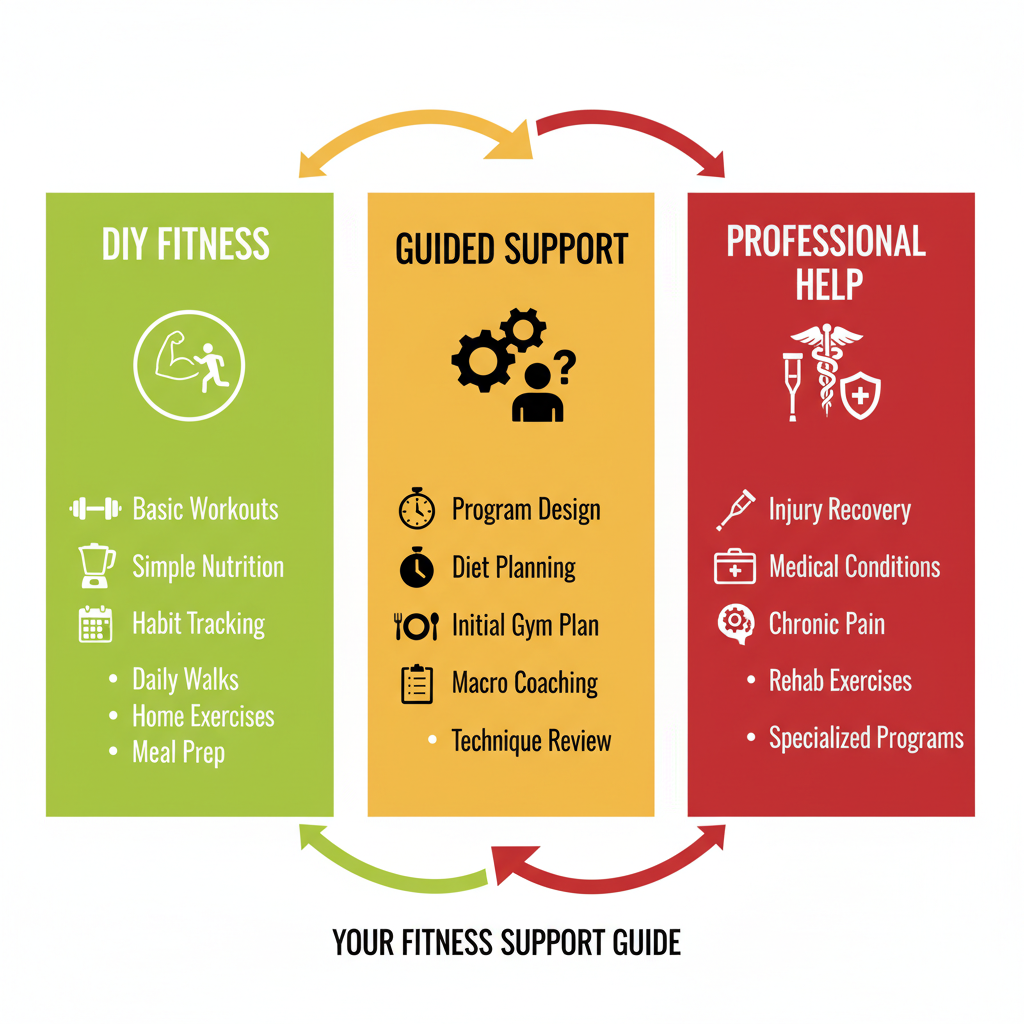 DIY FITNESS
Basic Workouts
Simple Nutrition
Habit Tracking
• Daily Walks
• Home Exercises
• Meal Prep
GUIDED SUPPORT
?
Program Design
Diet Planning
Initial Gym Plan
Macro Coaching
• Technique Review
PROFESSIONAL
HELP
Injury Recovery
Medical Conditions
Chronic Pain
• Rehab Exercises
• Specialized Programs
YOUR FITNESS SUPPORT GUIDE